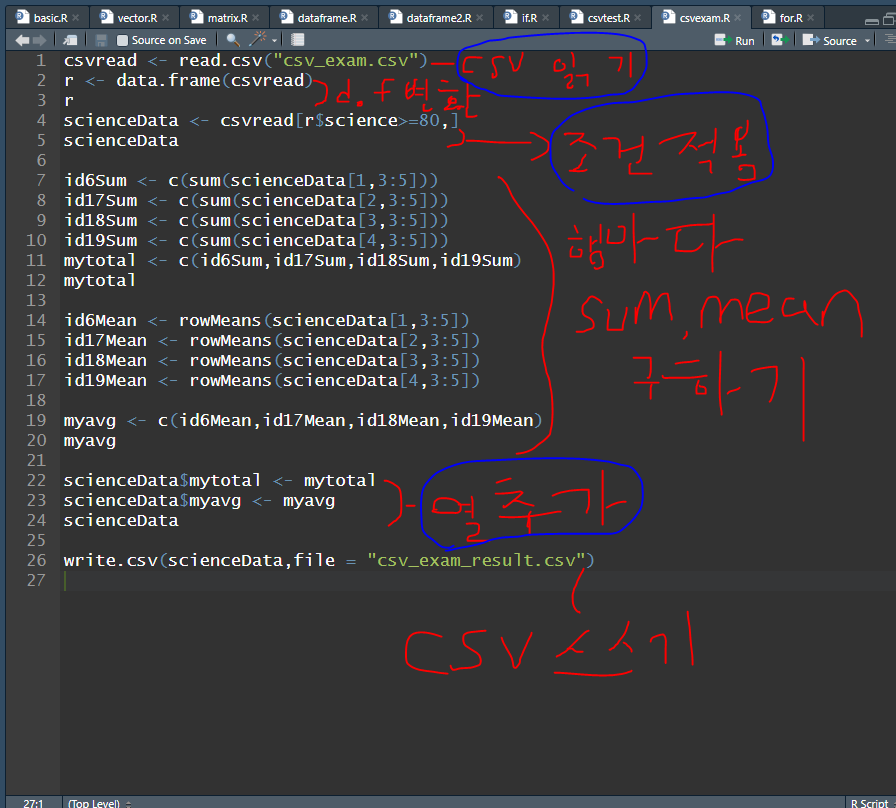 basic.R vector.R matrix.R dataframe.R dataframe2.R if.R csvtest.R csvexam.R for.R
Source on Save Run Source
1 csvread <- read.csv("csv_exam.csv") CSV 읽기
2 r <- data.frame(csvread) d.f변환
3 r
4 scienceData <- csvread[r$science>=80,]
5 scienceData 조건적용
6
7 id6Sum <- c(sum(scienceData[1,3:5]))
8 id17Sum <- c(sum(scienceData[2,3:5]))
9 id18Sum <- c(sum(scienceData[3,3:5]))
10 id19Sum <- c(sum(scienceData[4,3:5])) 행마다
11 mytotal <- c(id6Sum,id17Sum,id18Sum,id19Sum)
12 mytotal
13 sum,mean
14 id6Mean <- rowMeans(scienceData[1,3:5])
15 id17Mean <- rowMeans(scienceData[2,3:5])
16 id18Mean <- rowMeans(scienceData[3,3:5])
17 id19Mean <- rowMeans(scienceData[4,3:5]) 구하기
18
19 myavg <- c(id6Mean,id17Mean,id18Mean,id19Mean)
20 myavg
21
22 scienceData$mytotal <- mytotal
23 scienceData$myavg <- myavg 열추가
24 scienceData
25
26 write.csv(scienceData,file = "csv_exam_result.csv")
27
CSV 쓰기
27:1 (Top Level) R Script